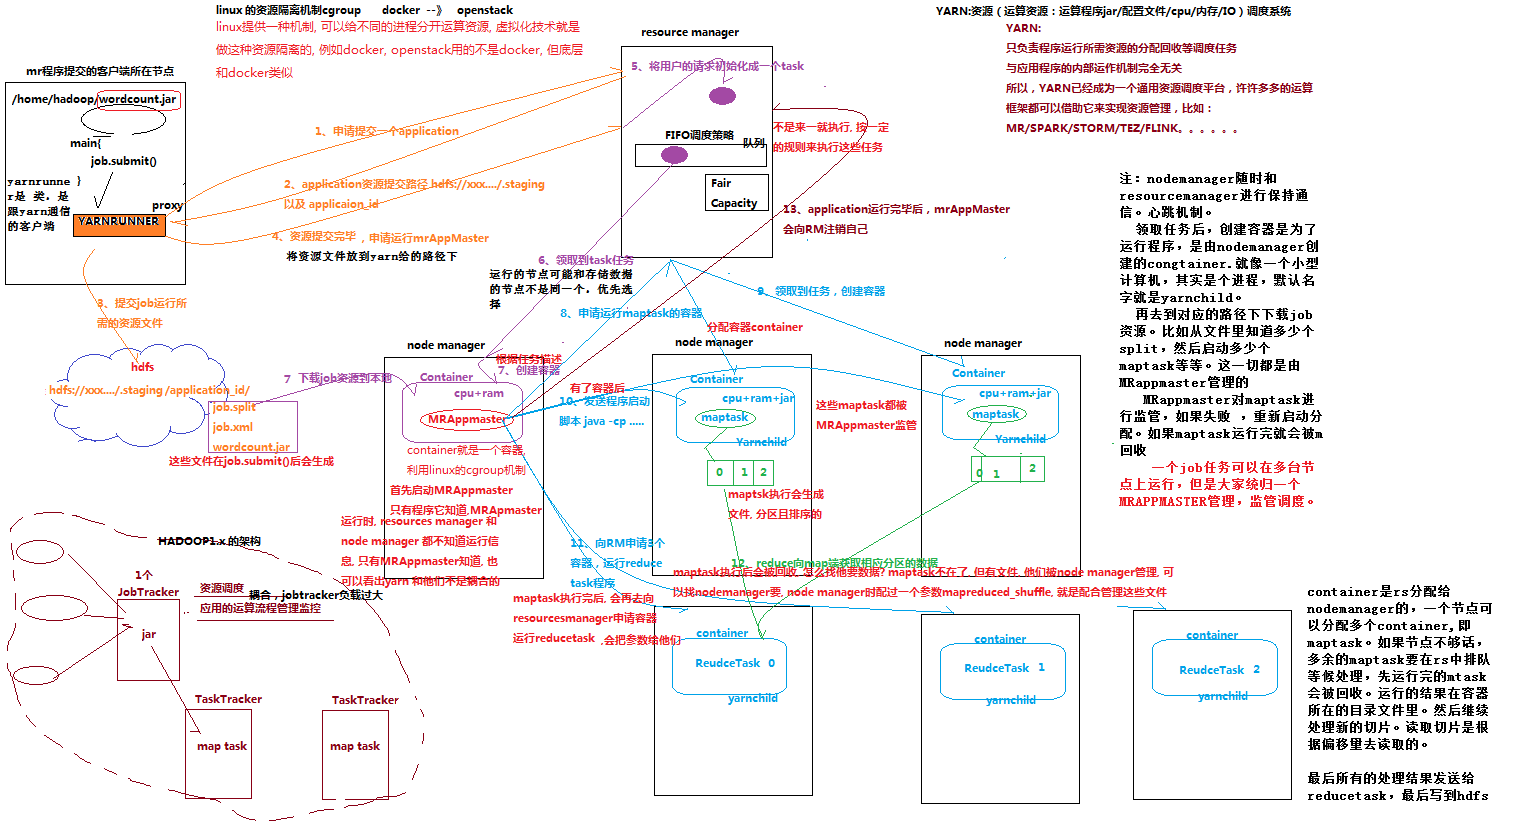 linux 的资源隔离机制cgroup docker --》 openstack
linux提供一种机制, 可以给不同的进程分开运算资源, 虚拟化技术就是
做这种资源隔离的, 例如docker, openstack用的不是docker, 但底层
和docker类似
YARN:资源（运算资源：运算程序jar/配置文件/cpu/内存/IO）调度系统
YARN:
只负责程序运行所需资源的分配回收等调度任务
与应用程序的内部运作机制完全无关
所以，YARN已经成为一个通用资源调度平台，许许多多的运算
框架都可以借助它来实现资源管理，比如：
MR/SPARK/STORM/TEZ/FLINK。。。。。。
mr程序提交的客户端所在节点
/home/hadoop/wordcount.jar
main{
job.submit()
}
yarnrunne
r是 类。是
跟yarn通信
的客户端
proxy
YARNRUNNER
1、申请提交一个application
2、application资源提交路径 hdfs://xxx..../.staging
以及 applicaion_id
4、资源提交完毕，申请运行mrAppMaster
将资源文件放到yarn给的路径下
3、提交job运行所
需的资源文件
resource manager
5、将用户的请求初始化成一个task
FIFO调度策略
队列
Fair
Capacity
不是来一就执行, 按一定
的规则来执行这些任务
13、application运行完毕后，mrAppMaster
会向RM注销自己
6、领取到task任务
运行的节点可能和存储数据
的节点不是同一个。优先选
择
8、申请运行maptask的容器
9、领取到任务，创建容器
分配容器container
注：nodemanager随时和
resourcemanager进行保持通
信。心跳机制。
领取任务后，创建容器是为了
运行程序，是由nodemanager创
建的congtainer.就像一个小型
计算机，其实是个进程，默认名
字就是yarnchild。
再去到对应的路径下下载job
资源。比如从文件里知道多少个
split，然后启动多少个
maptask等等。这一切都是由
MRappmaster管理的
MRappmaster对maptask进
行监管，如果失败 ，重新启动分
配。如果maptask运行完就会被m
回收
一个job任务可以在多台节
点上运行，但是大家统归一个
MRAPPMASTER管理，监管调度。
hdfs
hdfs://xxx..../.staging /application_id/
job.split
job.xml
wordcount.jar
这些文件在job.submit()后会生成
7 下载job资源到本地
node manager
根据任务描述
7、创建容器
Container
cpu+ram
MRAppmaster
container就是一个容器,
利用linux的cgroup机制
首先启动MRAppmaster
只有程序它知道,MRApmaster
运行时, resources manager 和
node manager 都不知道运行信
息, 只有MRAppmaster知道, 也
可以看出yarn 和他们不是耦合的
有了容器后
10、发送程序启动
脚本 java -cp .....
node manager
Container
cpu+ram+jar
maptask
Yarnchild
0 1 2
maptsk执行会生成
文件, 分区且排序的
这些maptask都被
MRAppmaster监管
node manager
Container
cpu+ram+jar
maptask
Yarnchild
0 1 2
11、向RM申请3个
容器，运行reduce
task程序
12、reduce向map端获取相应分区的数据
maptask执行后会被回收, 怎么找他要数据? maptask不在了, 但有文件, 他们被node manager管理, 可
以找nodemanager要, node manager时配过一个参数mapreduced_shuffle, 就是配合管理这些文件
maptask执行完后, 会再去向
resourcesmanager申请容器
运行reducetask ,会把参数给他们
container
ReudceTask 0
yarnchild
container
ReudceTask 1
yarnchild
container
ReudceTask 2
yarnchild
HADOOP1.x 的架构
1个
JobTracker
jar
资源调度
耦合，jobtracker负载过大
应用的运算流程管理监控
TaskTracker
map task
TaskTracker
map task
container是rs分配给
nodemanager的，一个节点可
以分配多个container,即
maptask。如果节点不够话，
多余的maptask要在rs中排队
等候处理，先运行完的mtask
会被回收。运行的结果在容器
所在的目录文件里。然后继续
处理新的切片。读取切片是根
据偏移量去读取的。
最后所有的处理结果发送给
reducetask，最后写到hdfs